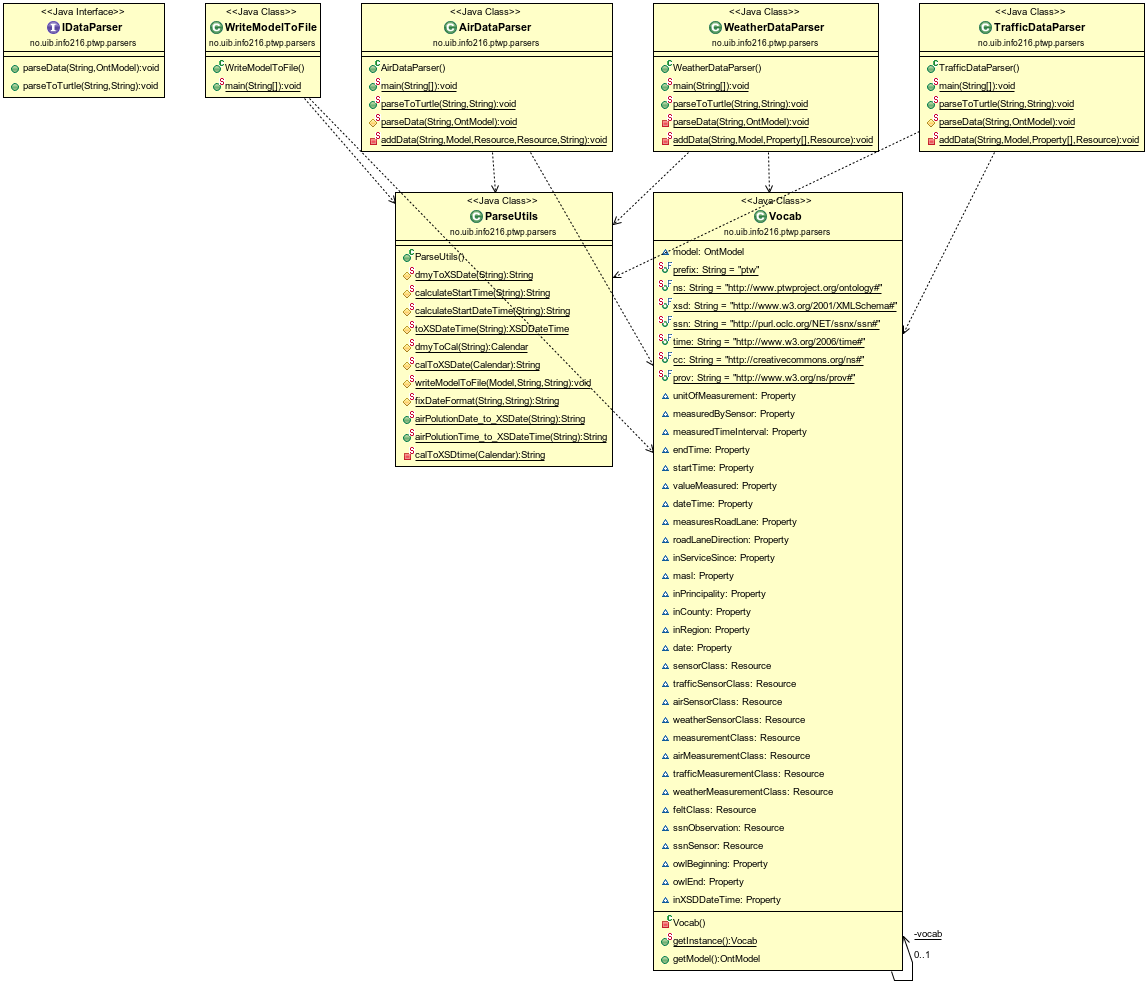 <<Java Interface>>
IDataParser
no.uib.info216.ptwp.parsers
parseData(String,OntModel):void
parseToTurtle(String,String):void
<<Java Class>>
WriteModelToFile
no.uib.info216.ptwp.parsers
WriteModelToFile()
main(String[]):void
<<Java Class>>
AirDataParser
no.uib.info216.ptwp.parsers
AirDataParser()
main(String[]):void
parseToTurtle(String,String):void
parseData(String,OntModel):void
addData(String,Model,Resource,Resource,String):void
<<Java Class>>
WeatherDataParser
no.uib.info216.ptwp.parsers
WeatherDataParser()
main(String[]):void
parseToTurtle(String,String):void
parseData(String,OntModel):void
addData(String,Model,Property[],Resource):void
<<Java Class>>
TrafficDataParser
no.uib.info216.ptwp.parsers
TrafficDataParser()
main(String[]):void
parseToTurtle(String,String):void
parseData(String,OntModel):void
addData(String,Model,Property[],Resource):void
<<Java Class>>
ParseUtils
no.uib.info216.ptwp.parsers
ParseUtils()
dmyToXSDate(String):String
calculateStartTime(String):String
calculateStartDateTime(String):String
toXSDateTime(String):XSDDateTime
dmyToCal(String):Calendar
calToXSDate(Calendar):String
writeModelToFile(Model,String,String):void
fixDateFormat(String,String):String
airPolutionDate_to_XSDate(String):String
airPolutionTime_to_XSDateTime(String):String
calToXSDtime(Calendar):String
<<Java Class>>
Vocab
no.uib.info216.ptwp.parsers
model: OntModel
prefix: String = "ptw"
ns: String = "http://www.ptwproject.org/ontology#"
xsd: String = "http://www.w3.org/2001/XMLSchema#"
ssn: String = "http://purl.oclc.org/NET/ssnx/ssn#"
time: String = "http://www.w3.org/2006/time#"
cc: String = "http://creativecommons.org/ns#"
prov: String = "http://www.w3.org/ns/prov#"
unitOfMeasurement: Property
measuredBySensor: Property
measuredTimeInterval: Property
endTime: Property
startTime: Property
valueMeasured: Property
dateTime: Property
measuresRoadLane: Property
roadLaneDirection: Property
inServiceSince: Property
masl: Property
inPrincipality: Property
inCounty: Property
inRegion: Property
date: Property
sensorClass: Resource
trafficSensorClass: Resource
airSensorClass: Resource
weatherSensorClass: Resource
measurementClass: Resource
airMeasurementClass: Resource
trafficMeasurementClass: Resource
weatherMeasurementClass: Resource
feltClass: Resource
ssnObservation: Resource
ssnSensor: Resource
owlBeginning: Property
owlEnd: Property
inXSDDateTime: Property
Vocab()
getInstance():Vocab
getModel():OntModel
-vocab
0..1